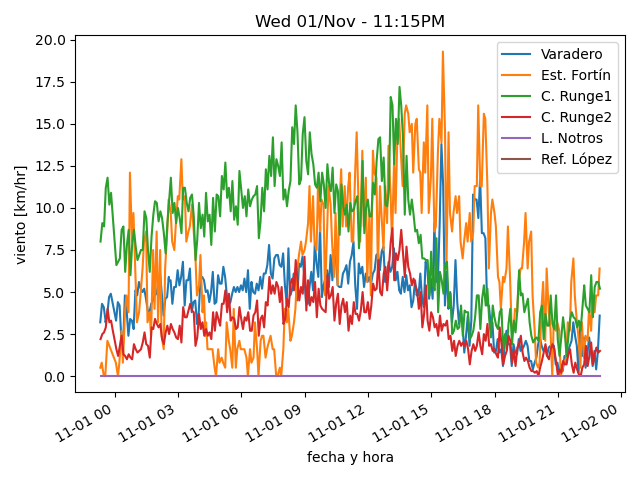 Wed 01/Nov - 11:15PM
viento [km/hr]
20.0
17.5
15.0
12.5
10.0
7.5
5.0
2.5
0.0
Varadero
Est. Fortín
C. Runge1
C. Runge2
L. Notros
Ref. López
11-01 00
11-01 03
11-01 06
11-01 09
11-01 12
11-01 15
11-01 18
11-01 21
11-02 00
fecha y hora